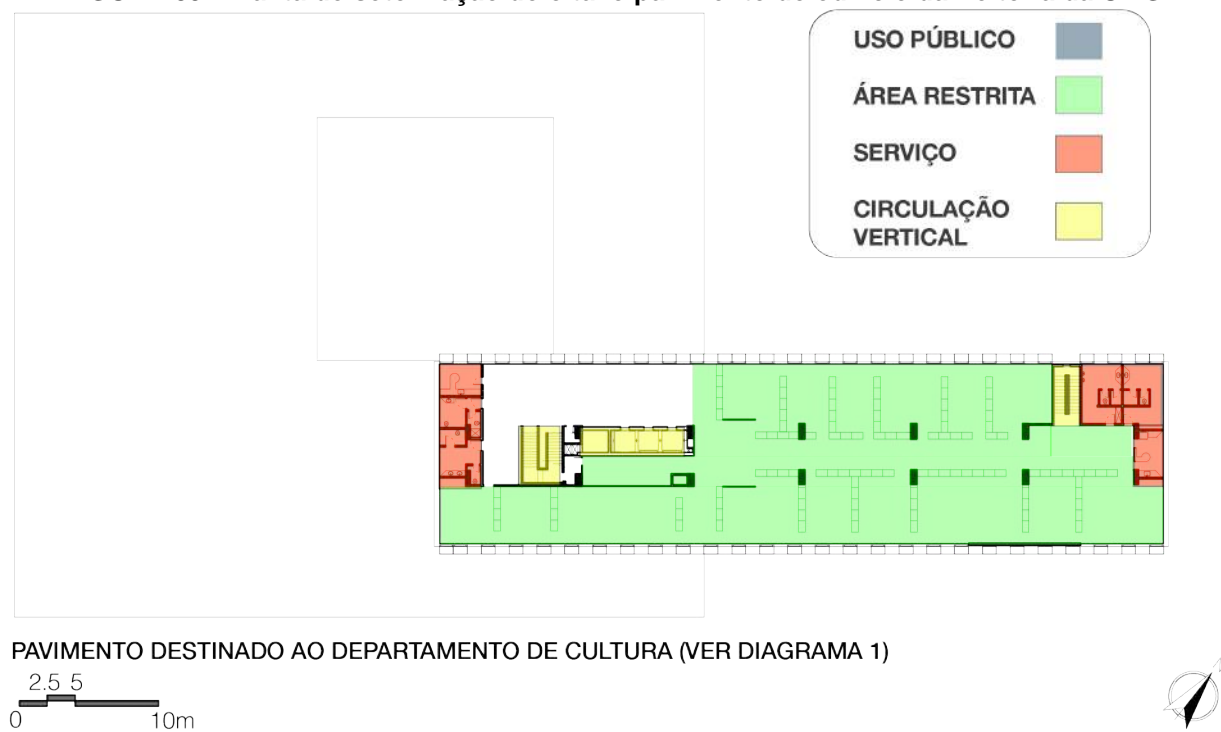 USO PÚBLICO
ÁREA RESTRITA
SERVIÇO
CIRCULAÇÃO
VERTICAL
PAVIMENTO DESTINADO AO DEPARTAMENTO DE CULTURA (VER DIAGRAMA 1)
2.5 5
0 10m